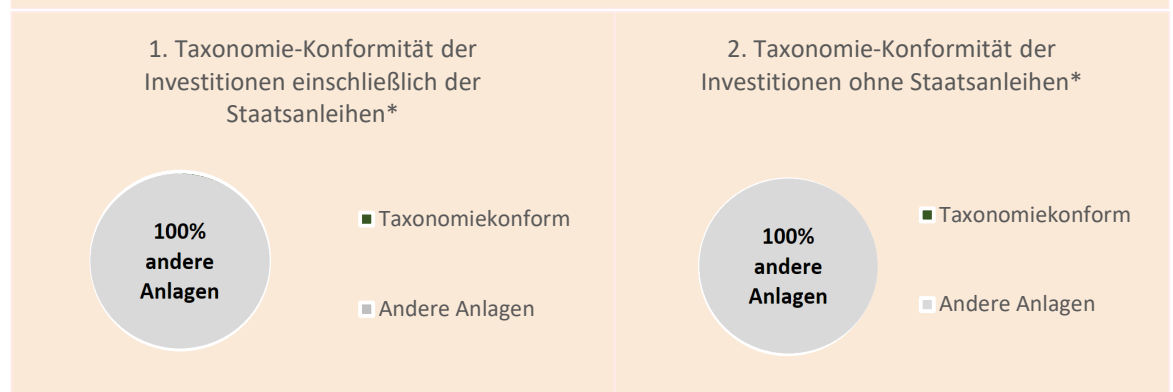 1. Taxonomie-Konformität der
Investitionen einschließlich der
Staatsanleihen*
100%
andere
Anlagen
Taxonomiekonform
Andere Anlagen
2. Taxonomie-Konformität der
Investitionen ohne Staatsanleihen*
100%
andere
Anlagen
Taxonomiekonform
Andere Anlagen